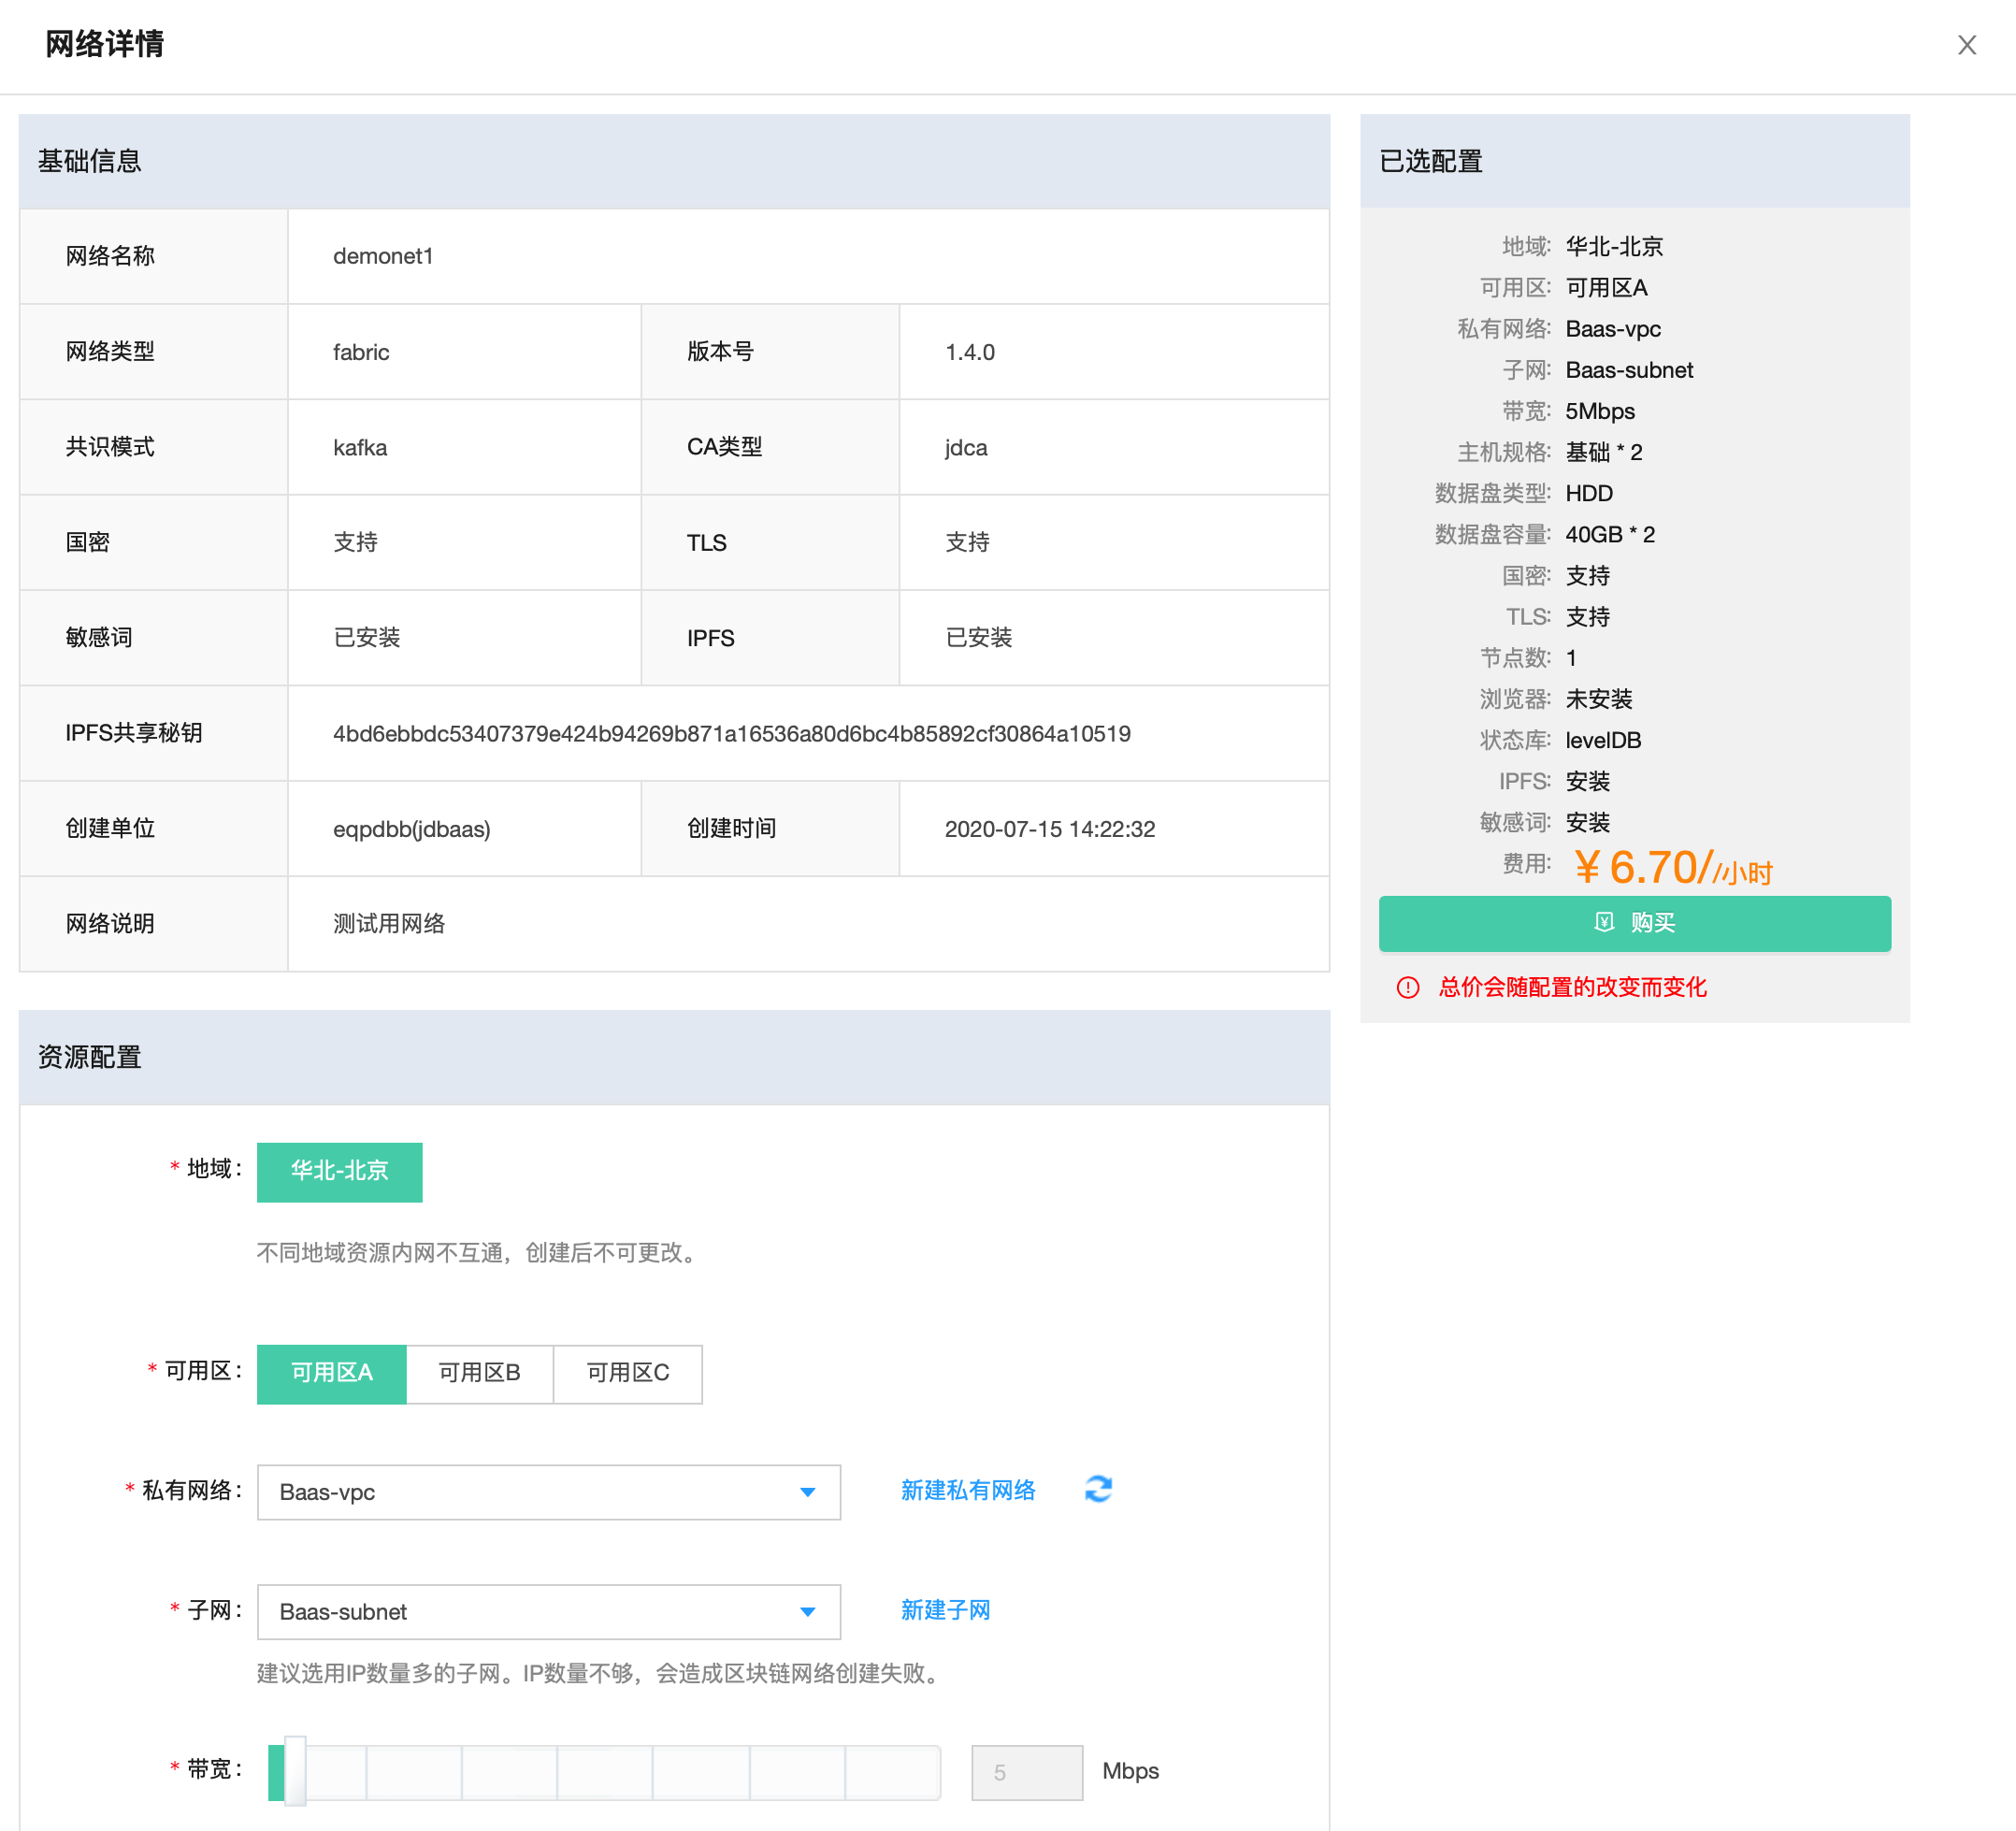 网络详情
基础信息
网络名称 demonet1
网络类型 fabric 版本号 1.4.0
共识模式 kafka CA类型 jdca
国密 支持 TLS 支持
敏感词 已安装 IPFS 已安装
IPFS共享秘钥 4bd6ebbdc53407379e424b94269b871a16536a80d6bc4b85892cf30864a10519
创建单位 eqpdbb(jdbaas) 创建时间 2020-07-15 14:22:32
网络说明 测试用网络
资源配置
* 地域: 华北-北京
不同地域资源内网不互通，创建后不可更改。
* 可用区: 可用区A 可用区B 可用区C
* 私有网络: Baas-vpc 新建私有网络
* 子网: Baas-subnet 新建子网
建议选用IP数量多的子网。IP数量不够，会造成区块链网络创建失败。
* 带宽: 5 Mbps
已选配置
地域: 华北-北京
可用区: 可用区A
私有网络: Baas-vpc
子网: Baas-subnet
带宽: 5Mbps
主机规格: 基础 * 2
数据盘类型: HDD
数据盘容量: 40GB * 2
国密: 支持
TLS: 支持
节点数: 1
浏览器: 未安装
状态库: levelDB
IPFS: 安装
敏感词: 安装
费用: ¥ 6.70//小时
购买
总价会随配置的改变而变化